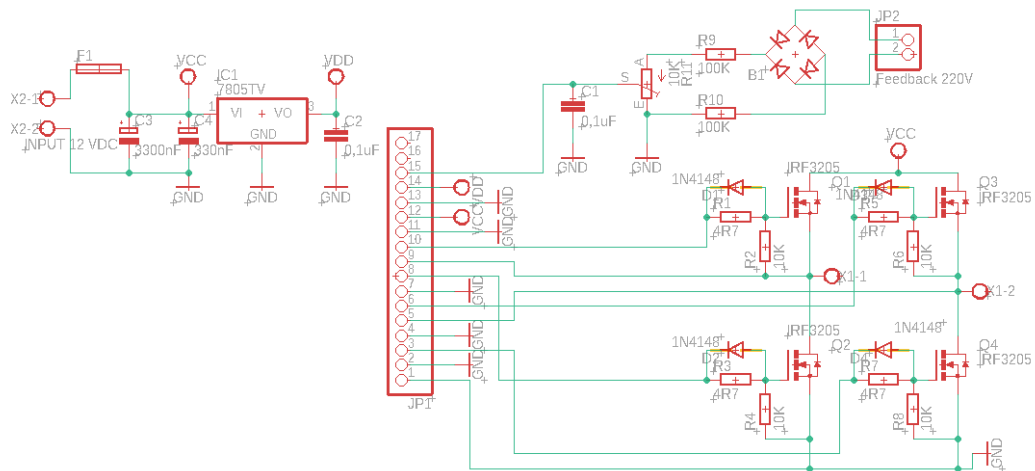 F1
X2-1
X2-2
INPUT 12 VDC
VCC
IC1
7805TV
VI
VO
GND
1
3
2
VDD
C3
3300nF
C4
330nF
C2
0,1uF
GND
GND
GND
17
16
15
14
13
12
11
10
9
8
7
6
5
4
3
2
1
JP1
VDD
VCC
GND
GND
GND
GND
GND
C1
0,1uF
GND
S
A
E
10K
R11
GND
R9
100K
R10
100K
B1
JP2
1
2
Feedback 220V
VCC
1N4148
R1
4R7
R2
10K
IRF3205
Q1
R5
4R7
R6
10K
Q3
IRF3205
X1-1
X1-2
1N4148
D2
R3
4R7
R4
10K
IRF3205
Q2
1N4148
D4
R7
4R7
R8
10K
Q4
IRF3205
GND